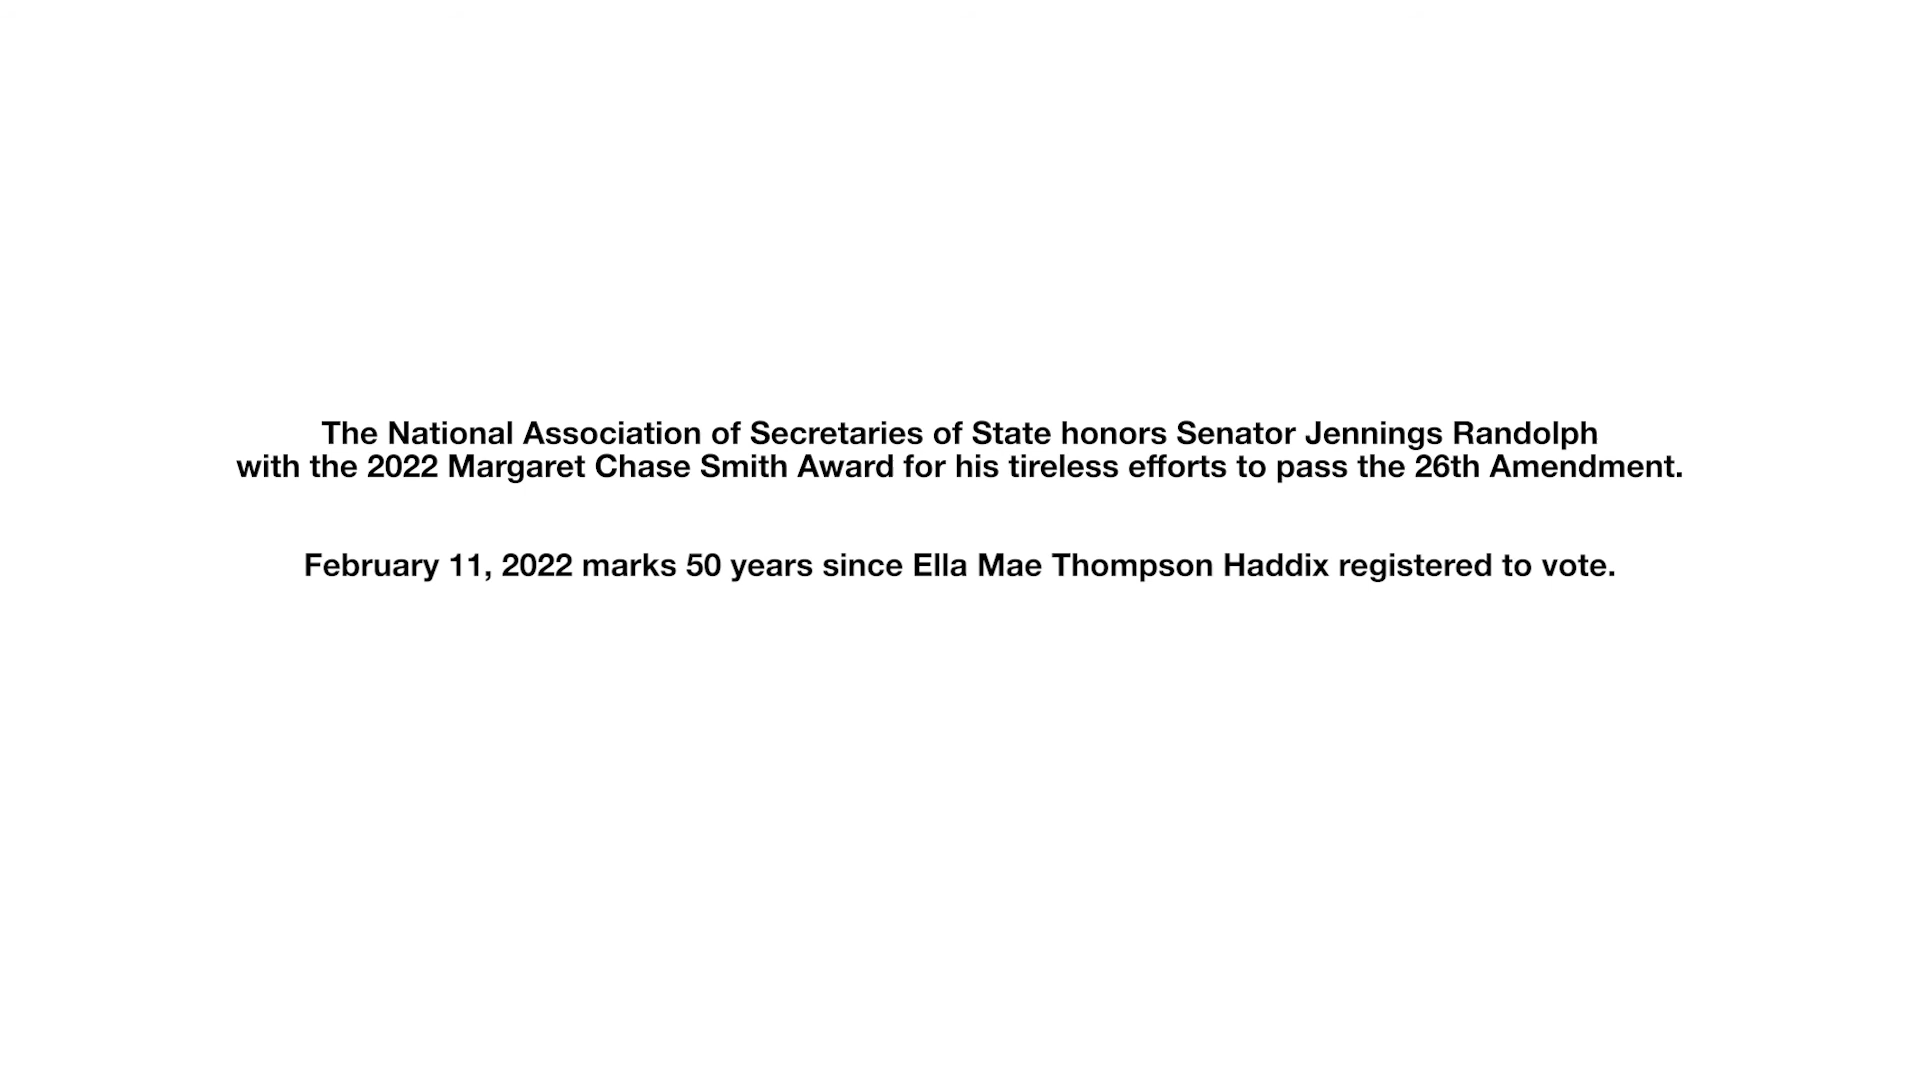 The National Association of Secretaries of State honors Senator Jennings Randolph
with the 2022 Margaret Chase Smith Award for his tireless efforts to pass the 26th Amendment.
February 11, 2022 marks 50 years since Ella Mae Thompson Haddix registered to vote.